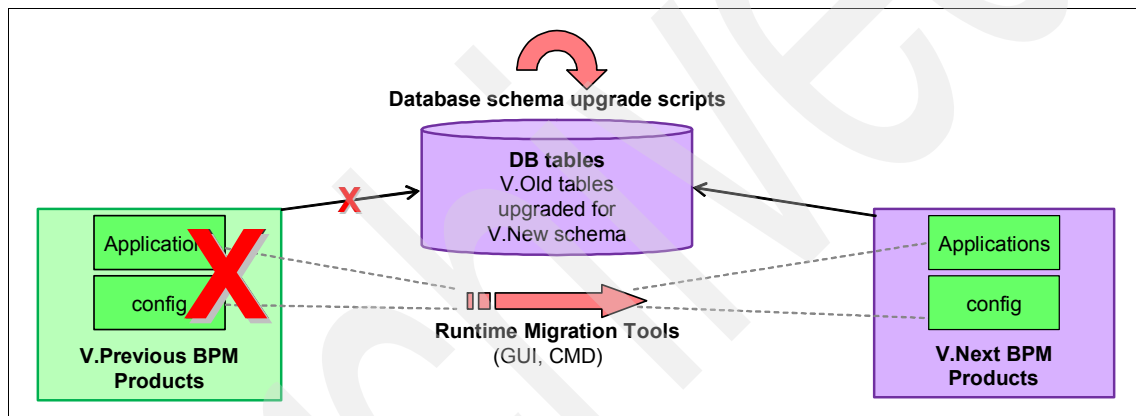 Database schema upgrade scripts
DB tables
V.Old tables
upgraded for
V.New schema
X
Applications
X
config
V.Previous BPM
Products
Runtime Migration Tools
(GUI, CMD)
Applications
config
V.Next BPM
Products